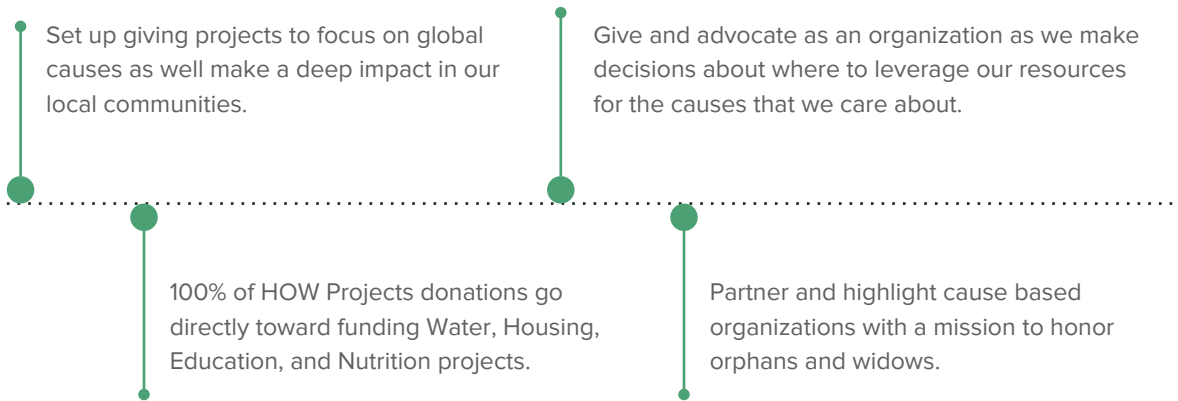 Set up giving projects to focus on global
causes as well make a deep impact in our
local communities.
Give and advocate as an organization as we make
decisions about where to leverage our resources
for the causes that we care about.
100% of HOW Projects donations go
directly toward funding Water, Housing,
Education, and Nutrition projects.
Partner and highlight cause based
organizations with a mission to honor
orphans and widows.